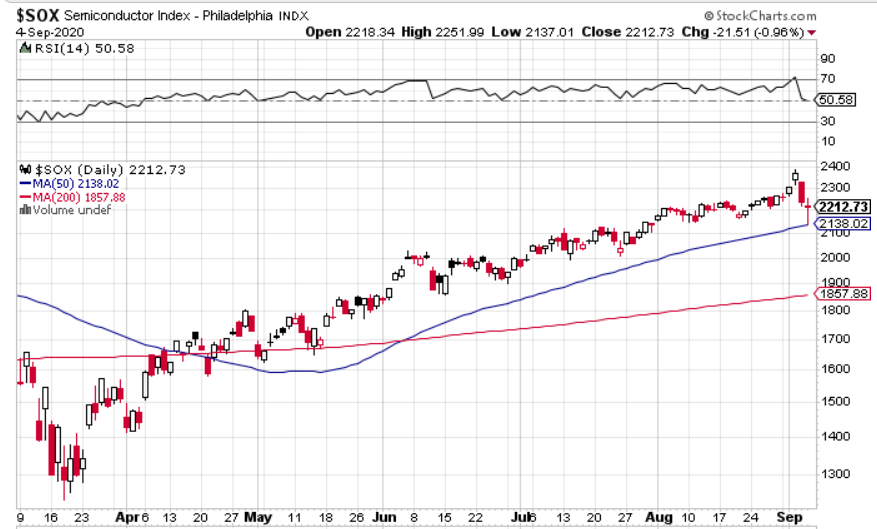 $SOX Semiconductor Index - Philadelphia INDX © StockCharts.com
4-Sep-2020 Open 2218.34 High 2251.99 Low 2137.01 Close 2212.73 Chg -21.51 (-0.96%)
RSI(14) 50.58
90
70
50.58
30
10
$SOX (Daily) 2212.73
MA(50) 2138.02
MA(200) 1857.88
Volume undef
2400
2300
2212.73
2138.02
2100
2000
1900
1857.88
1800
1700
1600
1500
1400
1300
9 16 23 Apr 6 13 20 27 May 11 18 26 Jun 8 15 22 Jul 6 13 20 27 Aug 10 17 24 Sep